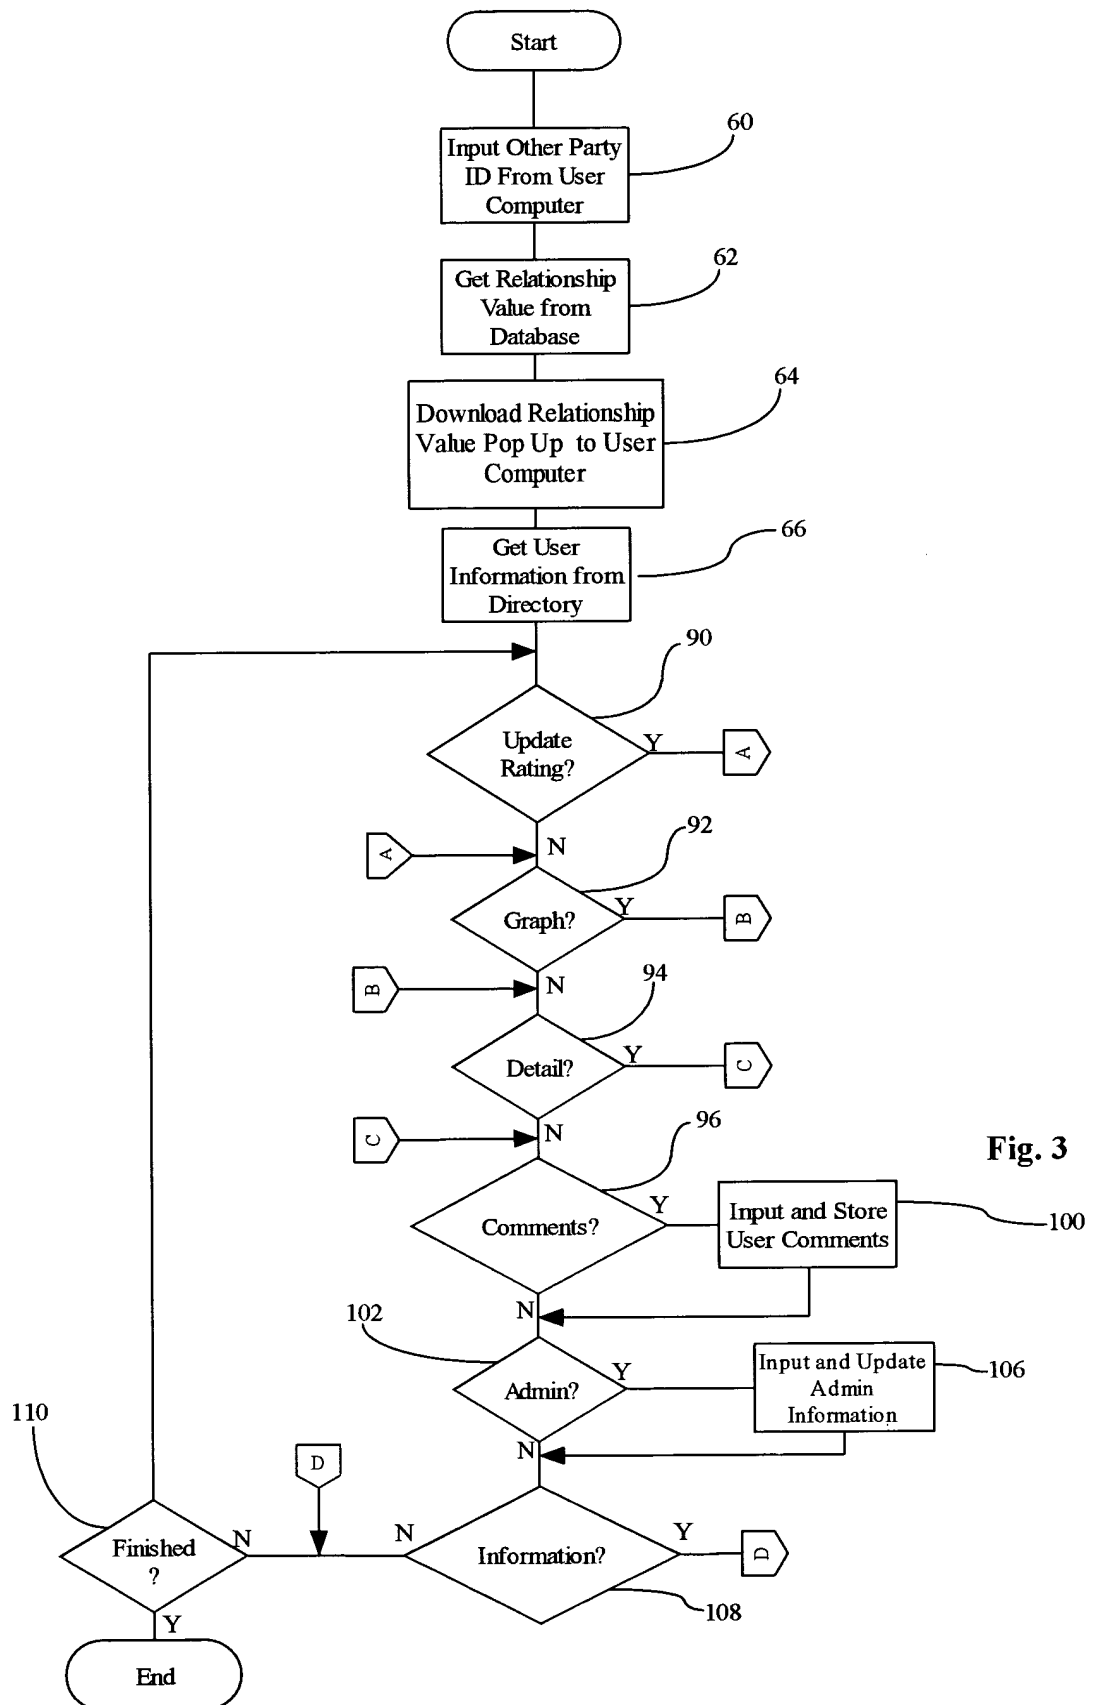 Start
60
Input Other Party
ID From User
Computer
62
Get Relationship
Value from
Database
64
Download Relationship
Value Pop Up to User
Computer
66
Get User
Information from
Directory
90
Update
Rating?
Y
A
N
A
92
Graph?
Y
B
N
B
94
Detail?
Y
C
N
C
96
Comments?
Y
Input and Store
User Comments
100
Fig. 3
N
102
Admin?
Y
Input and Update
Admin
Information
106
N
D
108
Information?
Y
D
N
110
Finished
?
N
Y
End